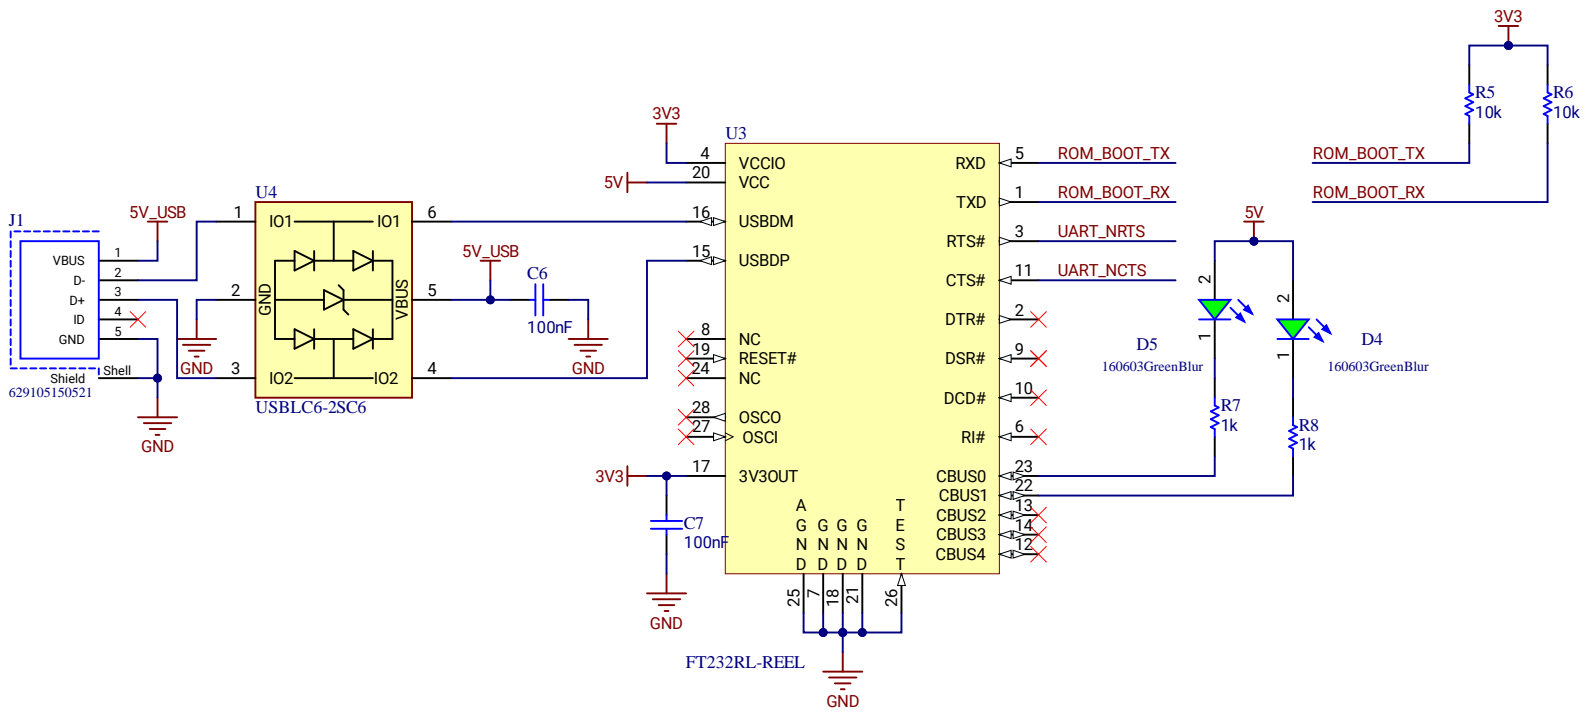 J1
VBUS
D-
D+
ID
GND
1
2
3
4
5
Shell
Shield
629105150521
5V_USB
GND
GND
U4
1
2
3
6
5
4
IO1
IO1
GND
VBUS
IO2
IO2
USBLC6-2SC6
5V_USB
C6
100nF
GND
3V3
5V
U3
4
VCCIO
20
VCC
16
USBDM
15
USBDP
8
NC
19
RESET#
24
NC
28
OSCO
27
OSCI
17
3V3OUT
3V3
C7
100nF
GND
AGND
GND
GND
GND
TEST
25
7
18
21
26
FT232RL-REEL
GND
RXD
5
ROM_BOOT_TX
TXD
1
ROM_BOOT_RX
RTS#
3
UART_NRTS
CTS#
11
UART_NCTS
DTR#
2
DSR#
9
DCD#
10
RI#
6
CBUS0
23
CBUS1
22
CBUS2
13
CBUS3
14
CBUS4
12
5V
2
1
D5
160603GreenBlur
R7
1k
2
1
D4
160603GreenBlur
R8
1k
3V3
R5
10k
R6
10k
ROM_BOOT_TX
ROM_BOOT_RX